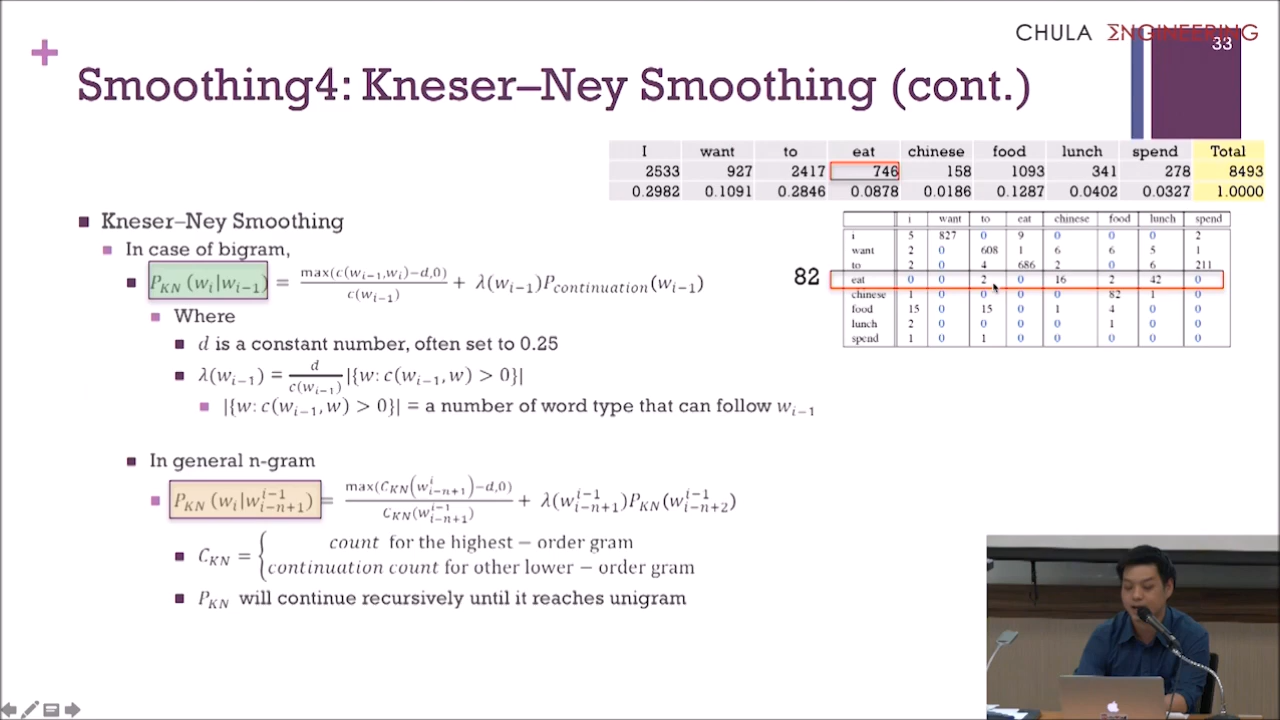 CHULA ΣNGINEERING
33
+
Smoothing4: Kneser–Ney Smoothing (cont.)
I want to eat chinese food lunch spend Total
2533 927 2417 746 158 1093 341 278 8493
0.2982 0.1091 0.2846 0.0878 0.0186 0.1287 0.0402 0.0327 1.0000
i want to eat chinese food lunch spend
i 5 827 0 9 0 0 0 2
want 2 0 608 1 6 6 5 1
to 2 0 4 686 2 0 6 211
82
eat 0 0 2 0 16 2 42 0
chinese 1 0 0 0 0 82 1 0
food 15 0 15 0 1 4 0 0
lunch 2 0 0 0 0 1 0 0
spend 1 0 1 0 0 0 0 0
Kneser–Ney Smoothing
In case of bigram,
P_KN (w_i|w_{i−1}) = max(c(w_{i−1},w_i)−d,0) / c(w_{i−1}) + λ(w_{i−1})P_continuation(w_{i−1})
Where
d is a constant number, often set to 0.25
λ(w_{i−1}) = d / c(w_{i−1}) |{w: c(w_{i−1}, w) > 0}|
|{w: c(w_{i−1}, w) > 0}| = a number of word type that can follow w_{i−1}
In general n-gram
P_KN (w_i|w_{i−n+1}^{i−1}) = max(C_KN(w_{i−n+1}^{i})−d,0) / C_KN(w_{i−n+1}^{i−1}) + λ(w_{i−n+1}^{i−1})P_KN(w_{i−n+2}^{i−1})
C_KN = { count for the highest − order gram
continuation count for other lower − order gram
P_KN will continue recursively until it reaches unigram